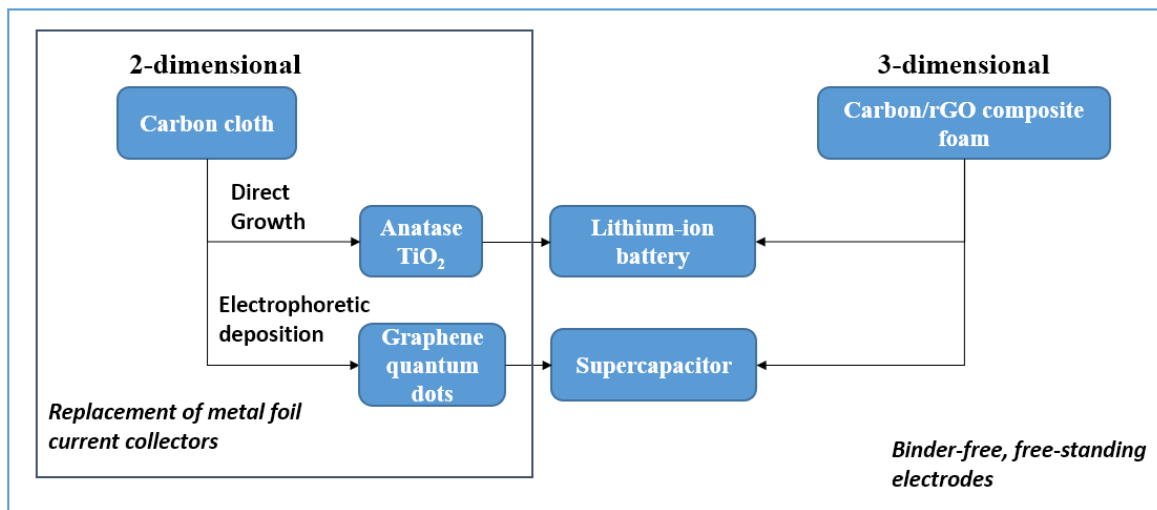 2-dimensional
3-dimensional
Carbon cloth
Carbon/rGO composite
foam
Direct
Growth
Anatase
TiO₂
Lithium-ion
battery
Electrophoretic
deposition
Graphene
quantum
dots
Supercapacitor
Replacement of metal foil
current collectors
Binder-free, free-standing
electrodes